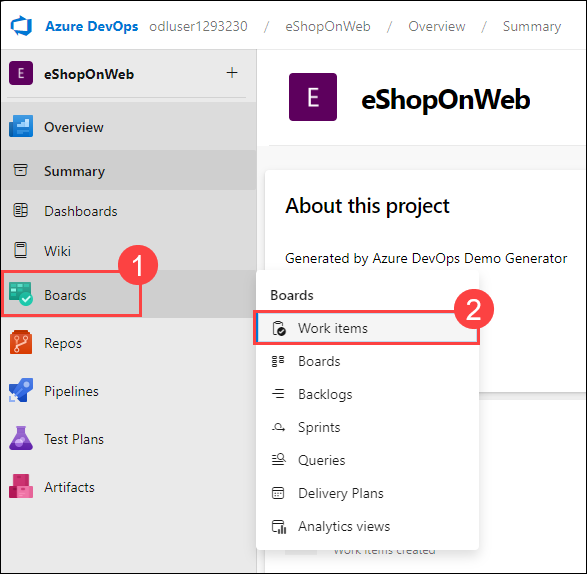 Azure DevOps odluser1293230 / eShopOnWeb / Overview / Summary
E eShopOnWeb +
Overview
Summary
Dashboards
Wiki
1
Boards
Repos
Pipelines
Test Plans
Artifacts
E eShopOnWeb
About this project
Generated by Azure DevOps Demo Generator
Boards
2
Work items
Boards
Backlogs
Sprints
Queries
Delivery Plans
Analytics views
Work items created